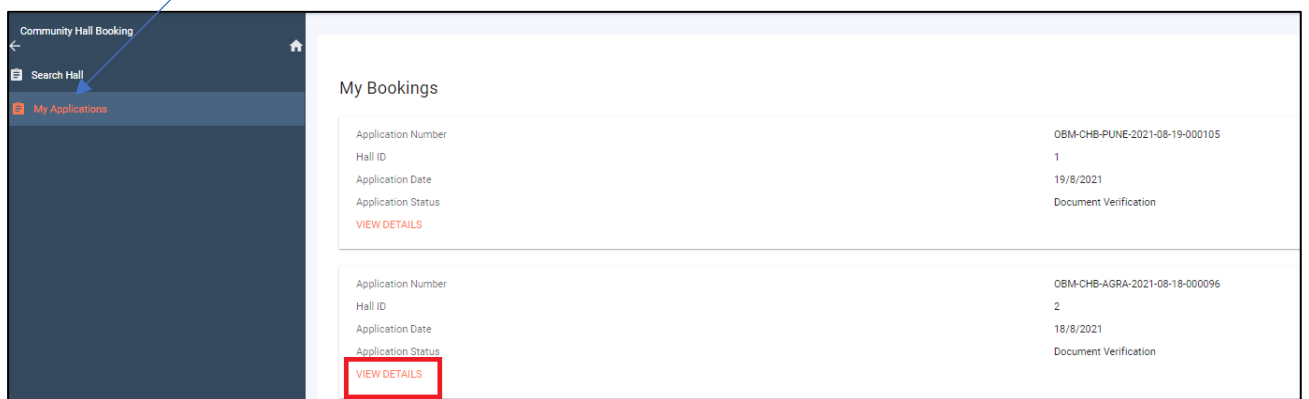 Community Hall Booking
Search Hall
My Applications
My Bookings
Application Number OBM-CHB-PUNE-2021-08-19-000105
Hall ID 1
Application Date 19/8/2021
Application Status Document Verification
VIEW DETAILS
Application Number OBM-CHB-AGRA-2021-08-18-000096
Hall ID 2
Application Date 18/8/2021
Application Status Document Verification
VIEW DETAILS